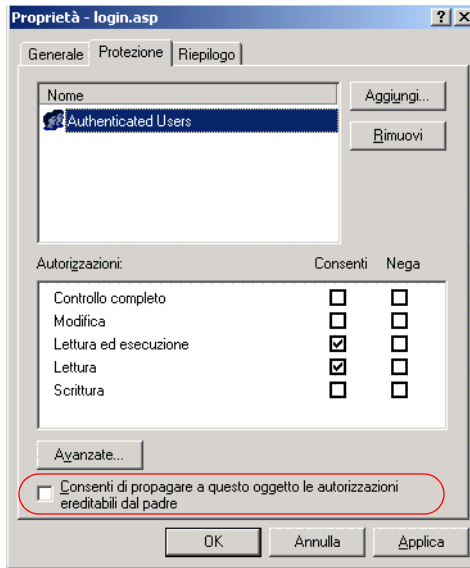 Proprietà - login.asp
Generale Protezione Riepilogo
Nome
Authenticated Users
Aggiungi...
Rimuovi
Autorizzazioni: Consenti Nega
Controllo completo
Modifica
Lettura ed esecuzione
Lettura
Scrittura
Avanzate...
Consenti di propagare a questo oggetto le autorizzazioni
ereditabili dal padre
OK Annulla Applica